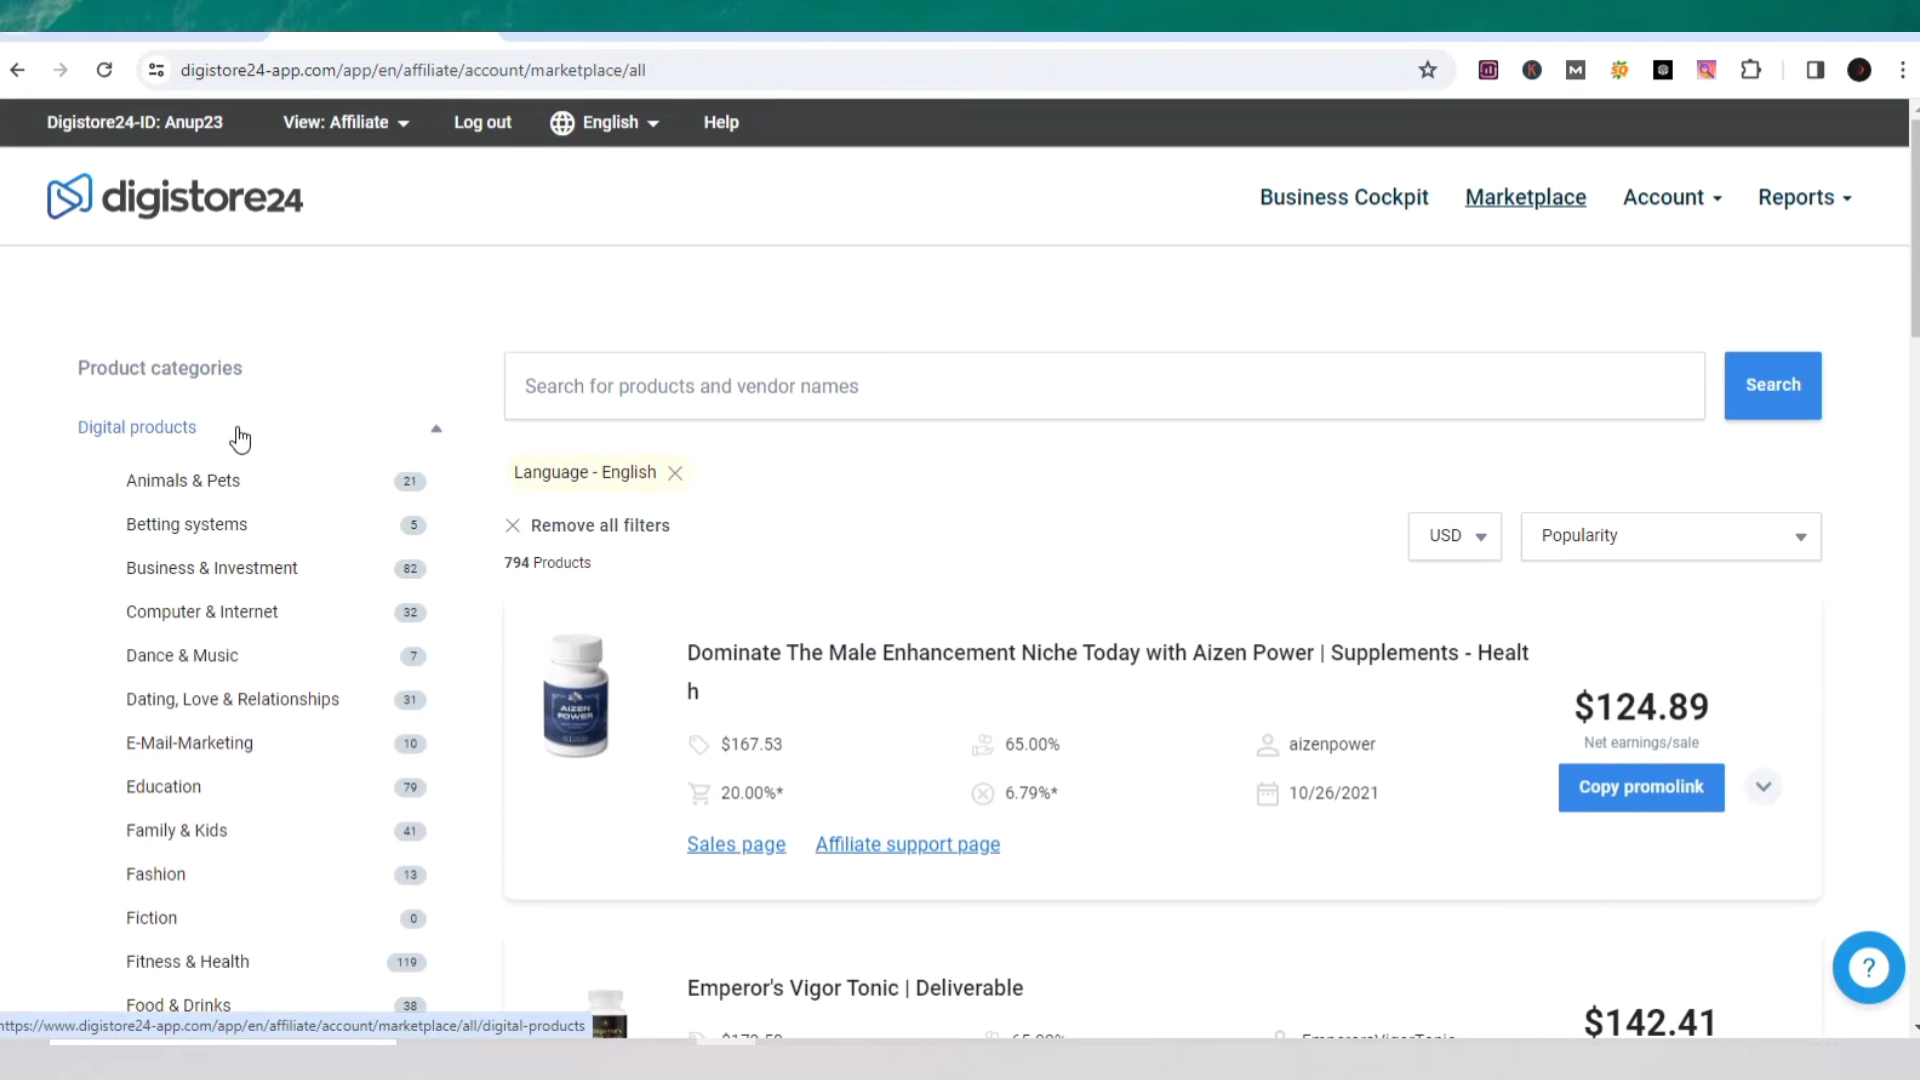 digistore24-app.com/app/en/affiliate/account/marketplace/all
Digistore24-ID: Anup23 View: Affiliate Log out English Help
digistore24
Business Cockpit Marketplace Account Reports
Product categories
Digital products
Animals & Pets 21
Betting systems 5
Business & Investment 82
Computer & Internet 32
Dance & Music 7
Dating, Love & Relationships 31
E-Mail-Marketing 10
Education 79
Family & Kids 41
Fashion 13
Fiction 0
Fitness & Health 119
Food & Drinks 38
https://www.digistore24-app.com/app/en/affiliate/account/marketplace/all/digital-products
Search for products and vendor names
Search
Language - English
Remove all filters
794 Products
USD
Popularity
Dominate The Male Enhancement Niche Today with Aizen Power | Supplements - Healt
h
AIZEN
POWER
$167.53 65.00% aizenpower
20.00%* 6.79%* 10/26/2021
Sales page Affiliate support page
$124.89
Net earnings/sale
Copy promolink
?
Emperor's Vigor Tonic | Deliverable
$142.41